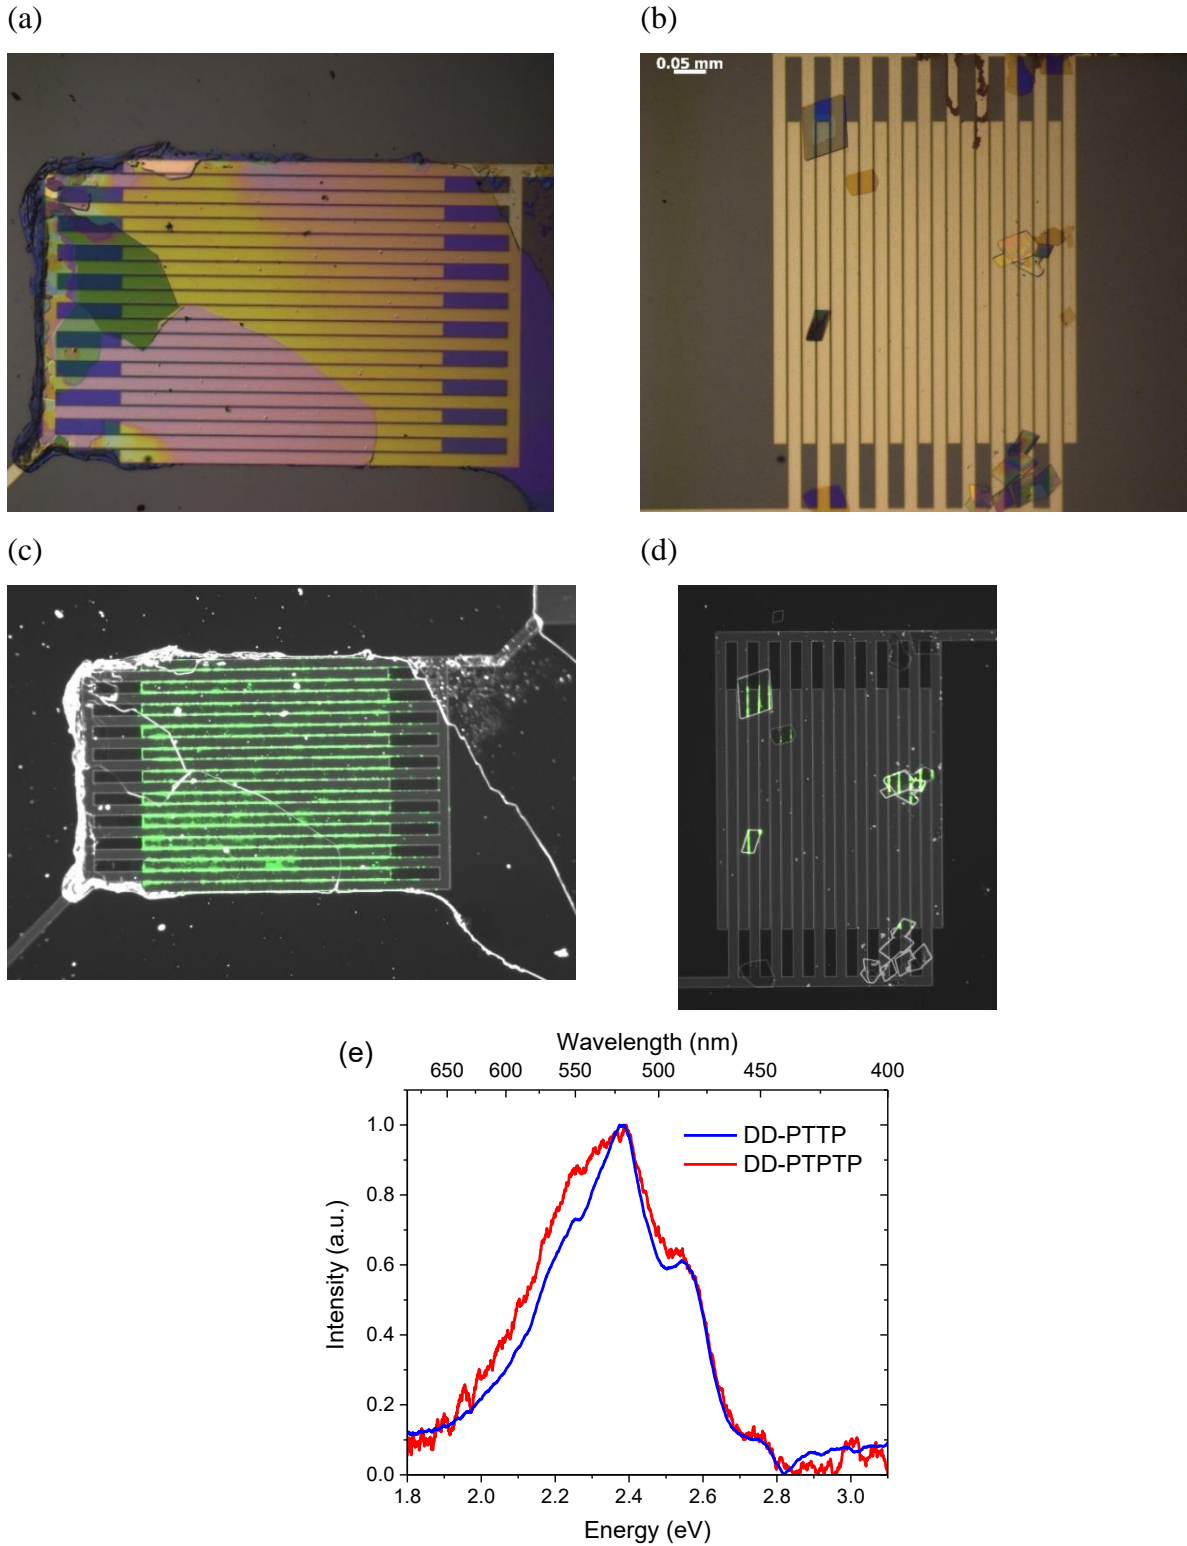 (a)
(b)
0.05 mm
(c)
(d)
(e)
Wavelength (nm)
650 600 550 500 450 400
1.0
0.8
0.6
0.4
0.2
0.0
Intensity (a.u.)
DD-PTTP
DD-PTPTP
1.8 2.0 2.2 2.4 2.6 2.8 3.0
Energy (eV)